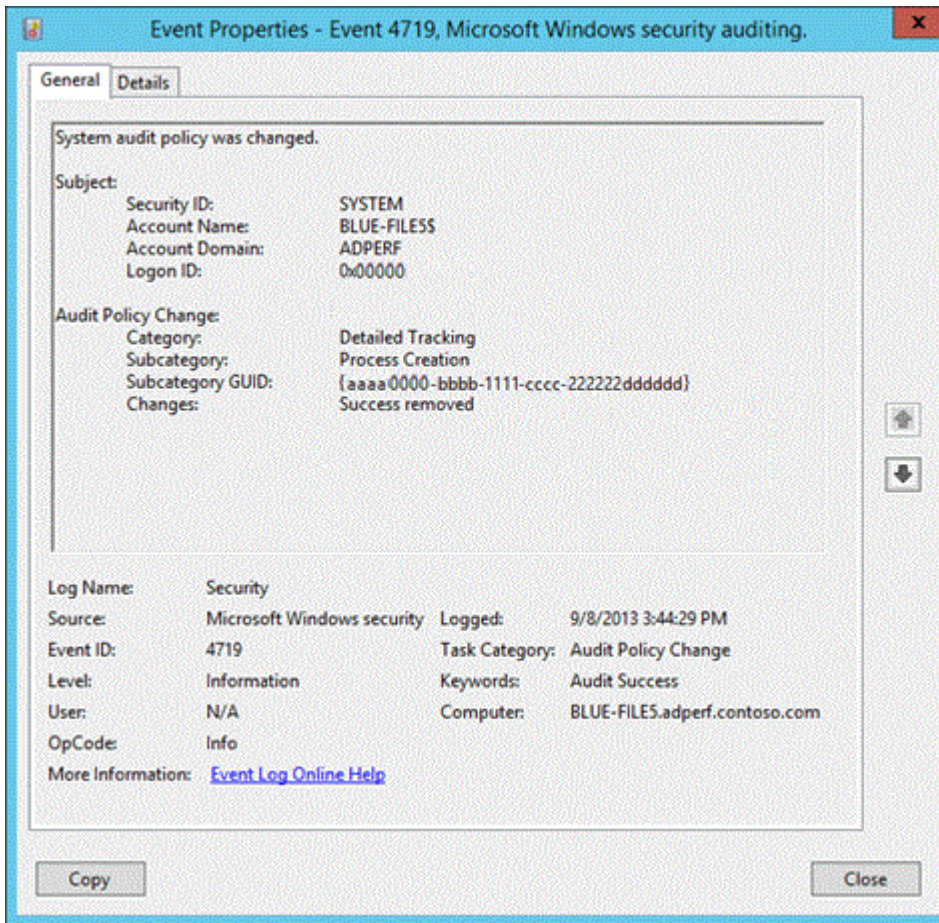 Event Properties - Event 4719, Microsoft Windows security auditing.
x
General Details
System audit policy was changed.
Subject:
Security ID: SYSTEM
Account Name: BLUE-FILE5$
Account Domain: ADPERF
Logon ID: 0x00000
Audit Policy Change:
Category: Detailed Tracking
Subcategory: Process Creation
Subcategory GUID: {aaaa0000-bbbb-1111-cccc-222222dddddd}
Changes: Success removed
Log Name: Security
Source: Microsoft Windows security Logged: 9/8/2013 3:44:29 PM
Event ID: 4719 Task Category: Audit Policy Change
Level: Information Keywords: Audit Success
User: N/A Computer: BLUE-FILE5.adperf.contoso.com
OpCode: Info
More Information: Event Log Online Help
Copy Close